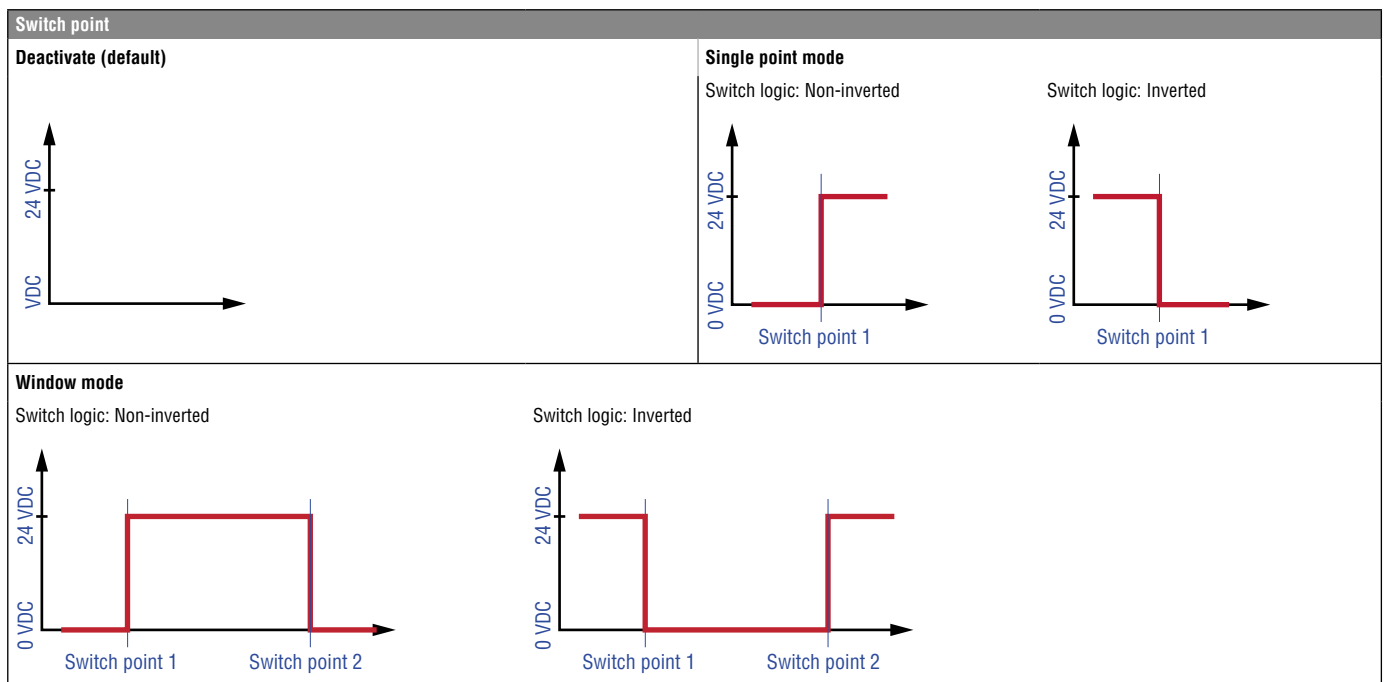 Switch point
Deactivate (default)
24 VDC
VDC
Single point mode
Switch logic: Non-inverted
24 VDC
0 VDC
Switch point 1
Switch logic: Inverted
24 VDC
0 VDC
Switch point 1
Window mode
Switch logic: Non-inverted
24 VDC
0 VDC
Switch point 1
Switch point 2
Switch logic: Inverted
24 VDC
0 VDC
Switch point 1
Switch point 2